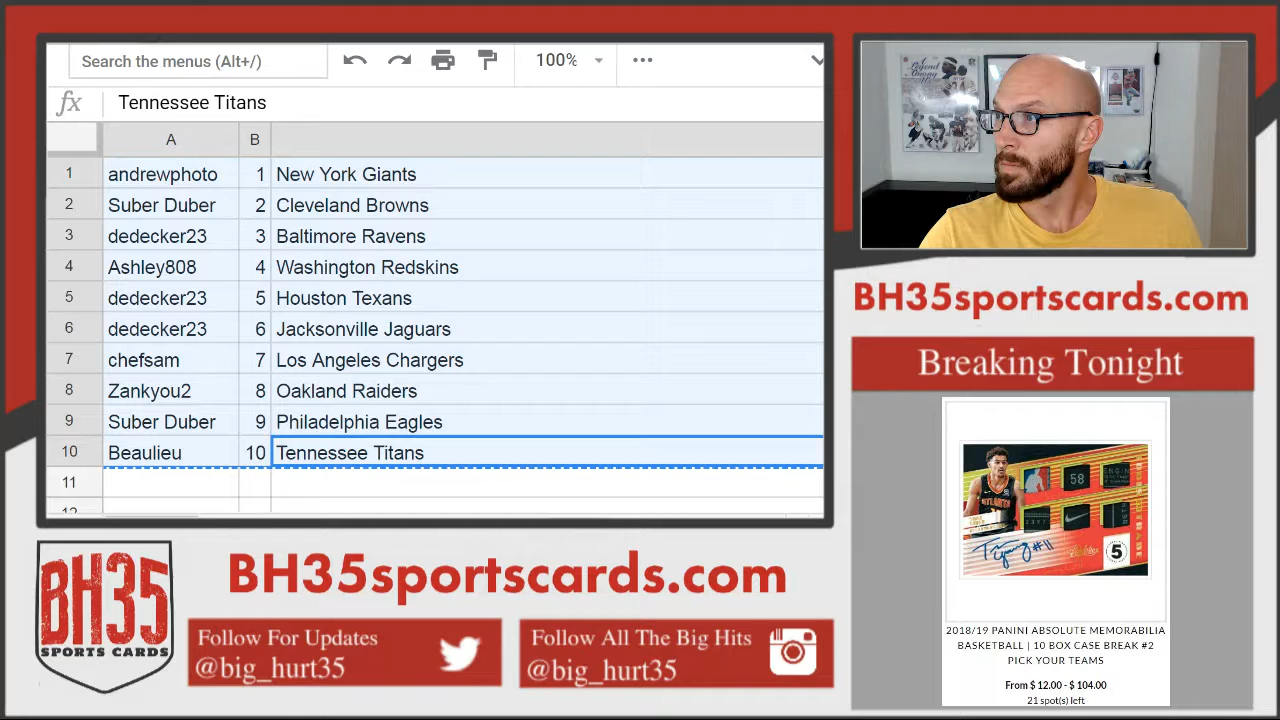 Search the menus (Alt+/)
100%
fx Tennessee Titans
A B
1 andrewphoto 1 New York Giants
2 Suber Duber 2 Cleveland Browns
3 dedecker23 3 Baltimore Ravens
4 Ashley808 4 Washington Redskins
5 dedecker23 5 Houston Texans
6 dedecker23 6 Jacksonville Jaguars
7 chefsam 7 Los Angeles Chargers
8 Zankyou2 8 Oakland Raiders
9 Suber Duber 9 Philadelphia Eagles
10 Beaulieu 10 Tennessee Titans
11
12
BH35sportscards.com
Breaking Tonight
ATLANTA
58
5
2018/19 PANINI ABSOLUTE MEMORABILIA
BASKETBALL | 10 BOX CASE BREAK #2
PICK YOUR TEAMS
From $ 12.00 - $ 104.00
21 spot(s) left
BH35
SPORTS CARDS
BH35sportscards.com
Follow For Updates
@big_hurt35
Follow All The Big Hits
@big_hurt35